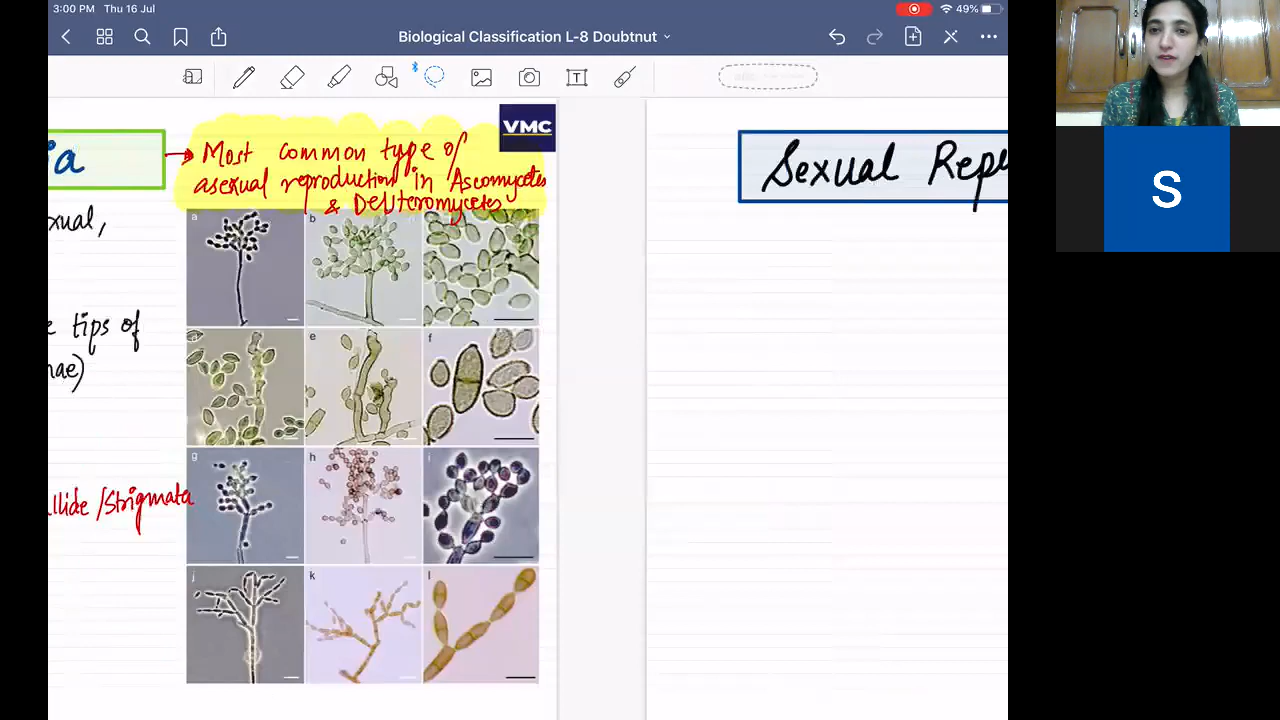 3:00 PM Thu 16 Jul
49%
Biological Classification L-8 Doubtnut
VMC
ia
Most common type of
asexual reproduction in Ascomycetes
& Deuteromycetes
xual,
e tips of
nae)
llide / Strigmata
a
b
e
f
g
h
i
j
k
l
Sexual Repr
S
T